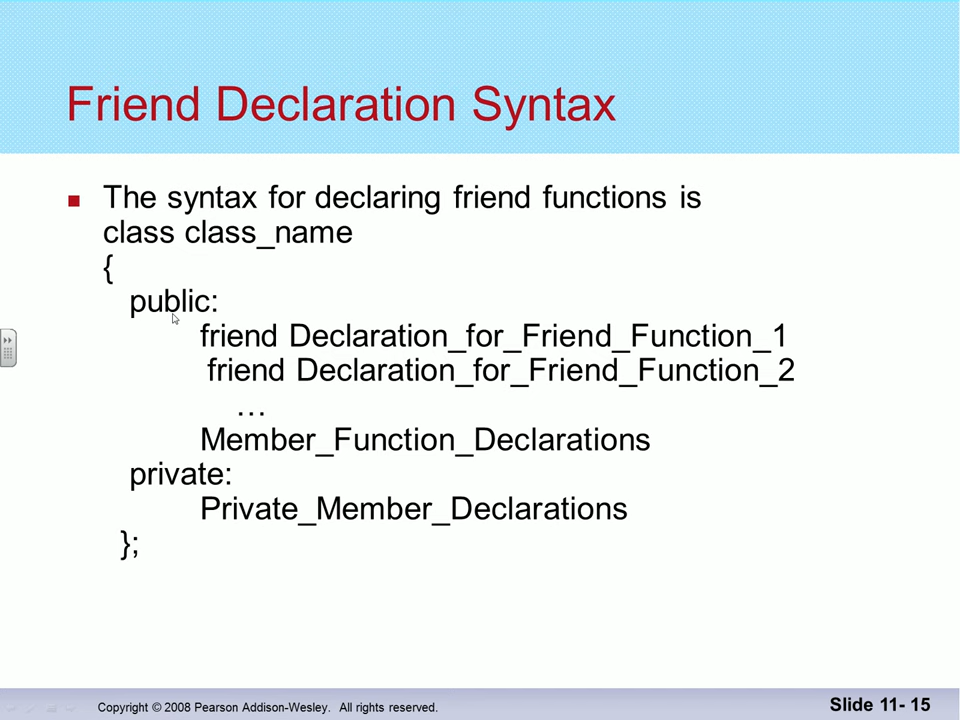 Friend Declaration Syntax
The syntax for declaring friend functions is
class class_name
{
public:
friend Declaration_for_Friend_Function_1
friend Declaration_for_Friend_Function_2
…
Member_Function_Declarations
private:
Private_Member_Declarations
};
Copyright © 2008 Pearson Addison-Wesley. All rights reserved.
Slide 11- 15